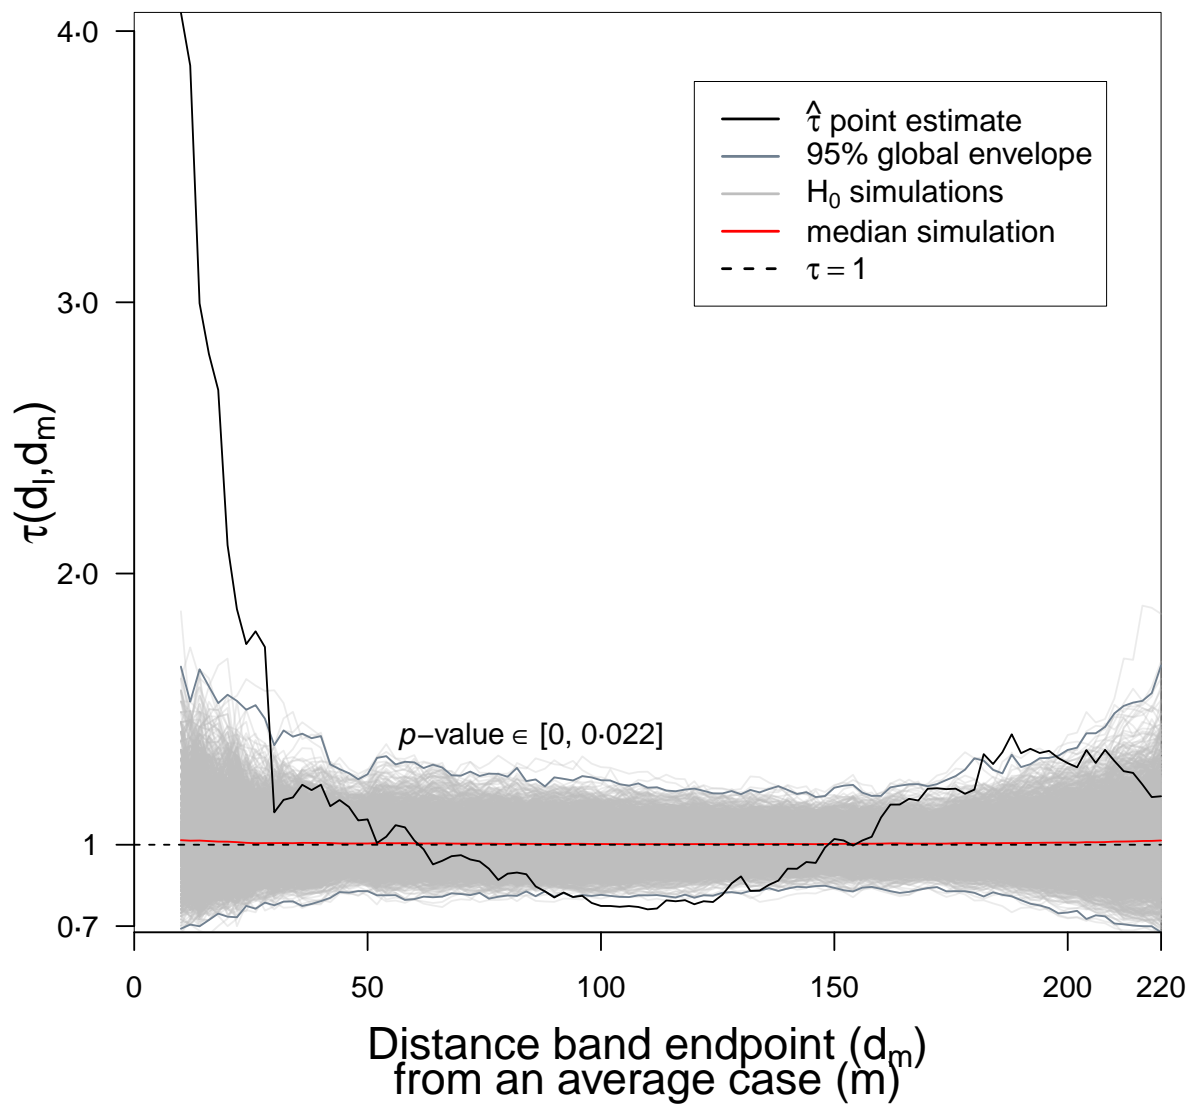 4·0
3·0
2·0
1
0·7
τ(dₗ,dₘ)
τ̂ point estimate
95% global envelope
H₀ simulations
median simulation
τ = 1
p−value ∈ [0, 0·022]
0 50 100 150 200 220
Distance band endpoint (dₘ)
from an average case (m)